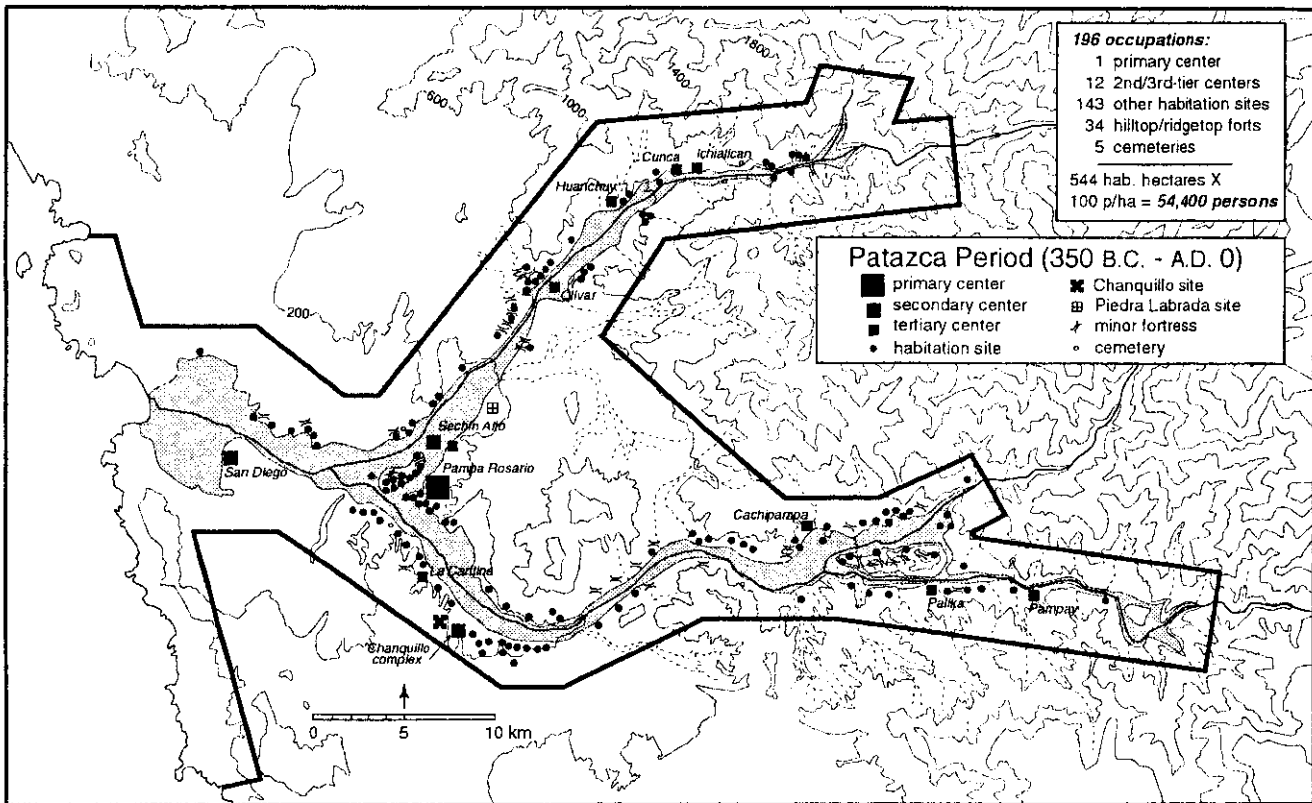 196 occupations:
1 primary center
12 2nd/3rd-tier centers
143 other habitation sites
34 hilltop/ridgetop forts
5 cemeteries
544 hab. hectares X
100 p/ha = 54,400 persons
Patazca Period (350 B.C. - A.D. 0)
primary center
secondary center
tertiary center
habitation site
Chanquillo site
Piedra Labrada site
minor fortress
cemetery
1800
1400
1000
600
200
Cunca
Ichialican
Huanchuy
Olivar
Sechin Alto
San Diego
Pampa Rosario
Cachipampa
La Cantina
Palika
Pampay
Chanquillo
complex
0 5 10 km